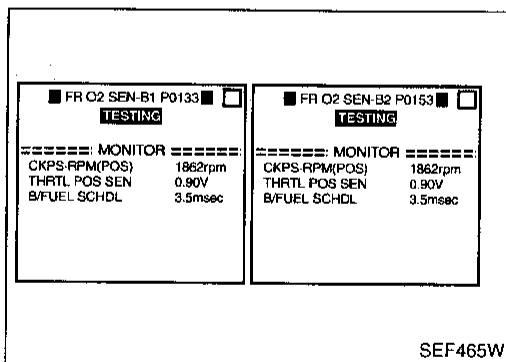 FR O2 SEN-B1 P0133
TESTING
MONITOR
CKPS-RPM(POS) 1862rpm
THRTL POS SEN 0.90V
B/FUEL SCHDL 3.5msec
FR O2 SEN-B2 P0153
TESTING
MONITOR
CKPS-RPM(POS) 1862rpm
THRTL POS SEN 0.90V
B/FUEL SCHDL 3.5msec
SEF465W